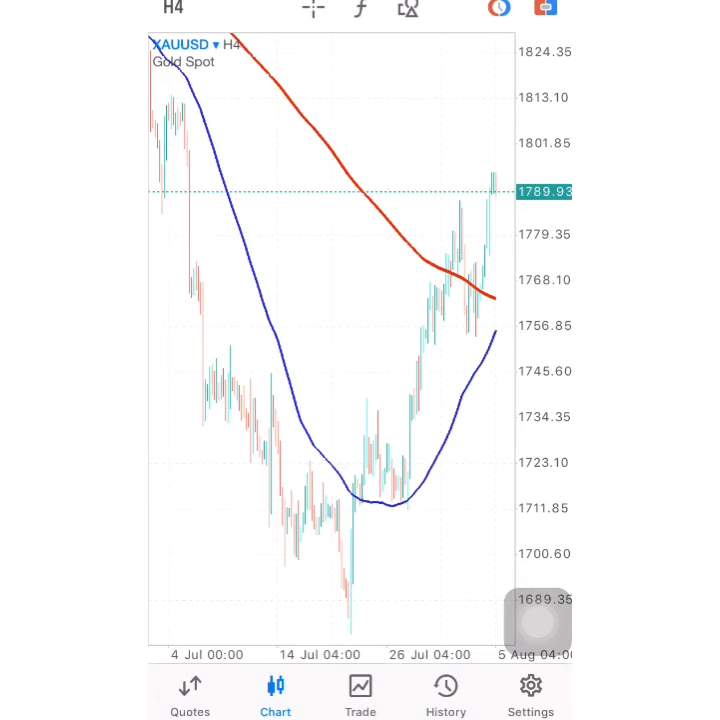 H4
XAUUSD ▾ H4
Gold Spot
1824.35
1813.10
1801.85
1789.93
1779.35
1768.10
1756.85
1745.60
1734.35
1723.10
1711.85
1700.60
1689.35
4 Jul 00:00 14 Jul 04:00 26 Jul 04:00 5 Aug 04:00
Quotes Chart Trade History Settings